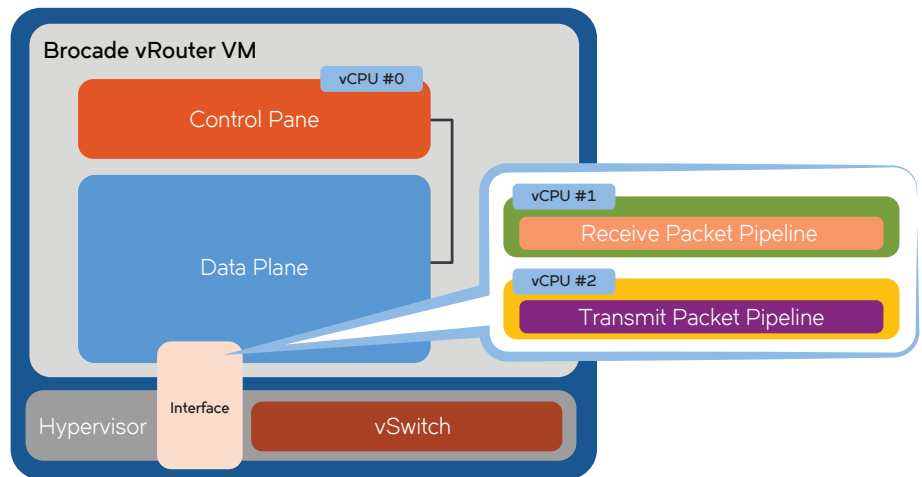 Brocade vRouter VM
vCPU #0
Control Pane
Data Plane
vCPU #1
Receive Packet Pipeline
vCPU #2
Transmit Packet Pipeline
Interface
Hypervisor
vSwitch